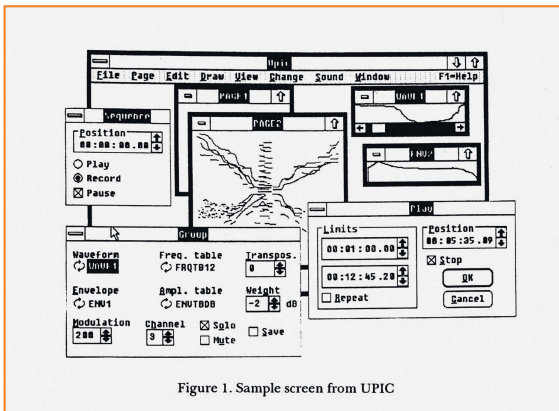 Upic
File Page Edit Draw View Change Sound Window F1=Help
PAGE1
WAVE1
Sequence
Position
00:00:00.00
Play
Record
Pause
PAGE2
ENV2
Play
Limits
00:01:00.00
00:12:45.20
Repeat
Position
00:05:35.09
Stop
OK
Cancel
Group
Waveform Freq. table Transpos.
WAVE1 FRQTB12 0
Envelope Ampl. table Weight
ENV1 ENVTBDB -2 dB
Modulation Channel Solo Save
200 3 Mute
Figure 1. Sample screen from UPIC